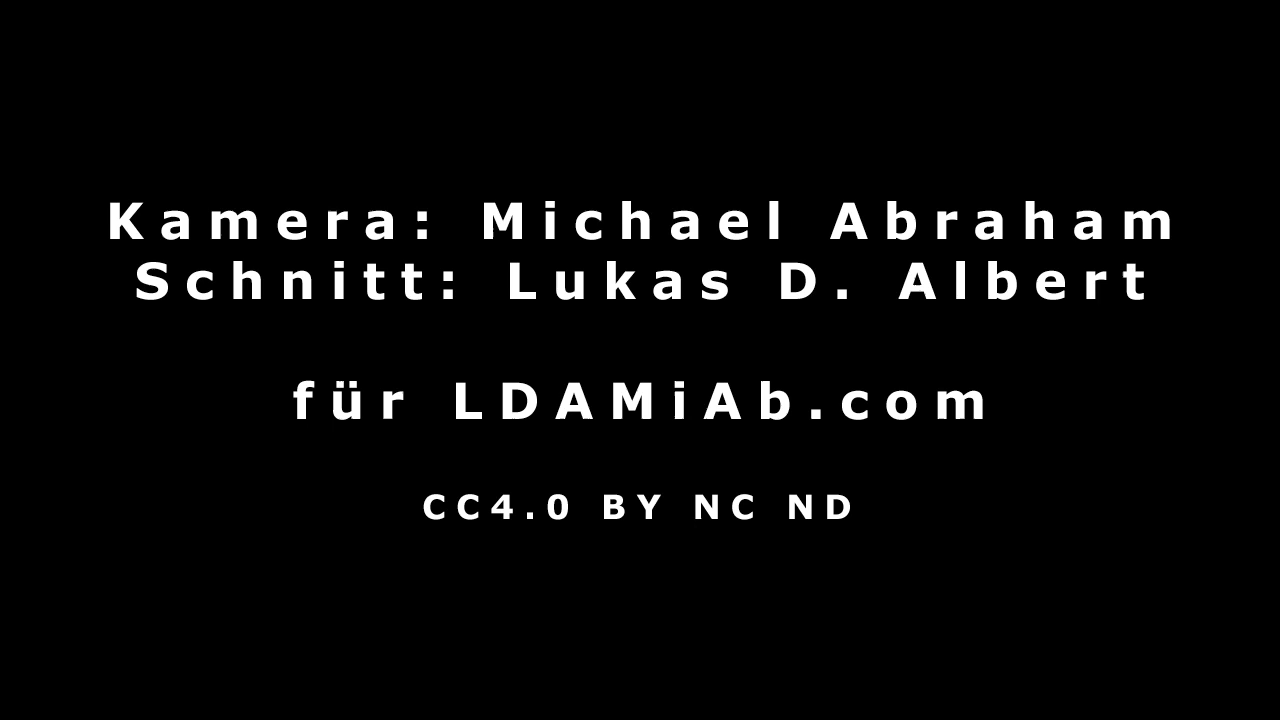 Kamera: Michael Abraham
Schnitt: Lukas D. Albert
für LDAMiAb.com
CC4.0 BY NC ND